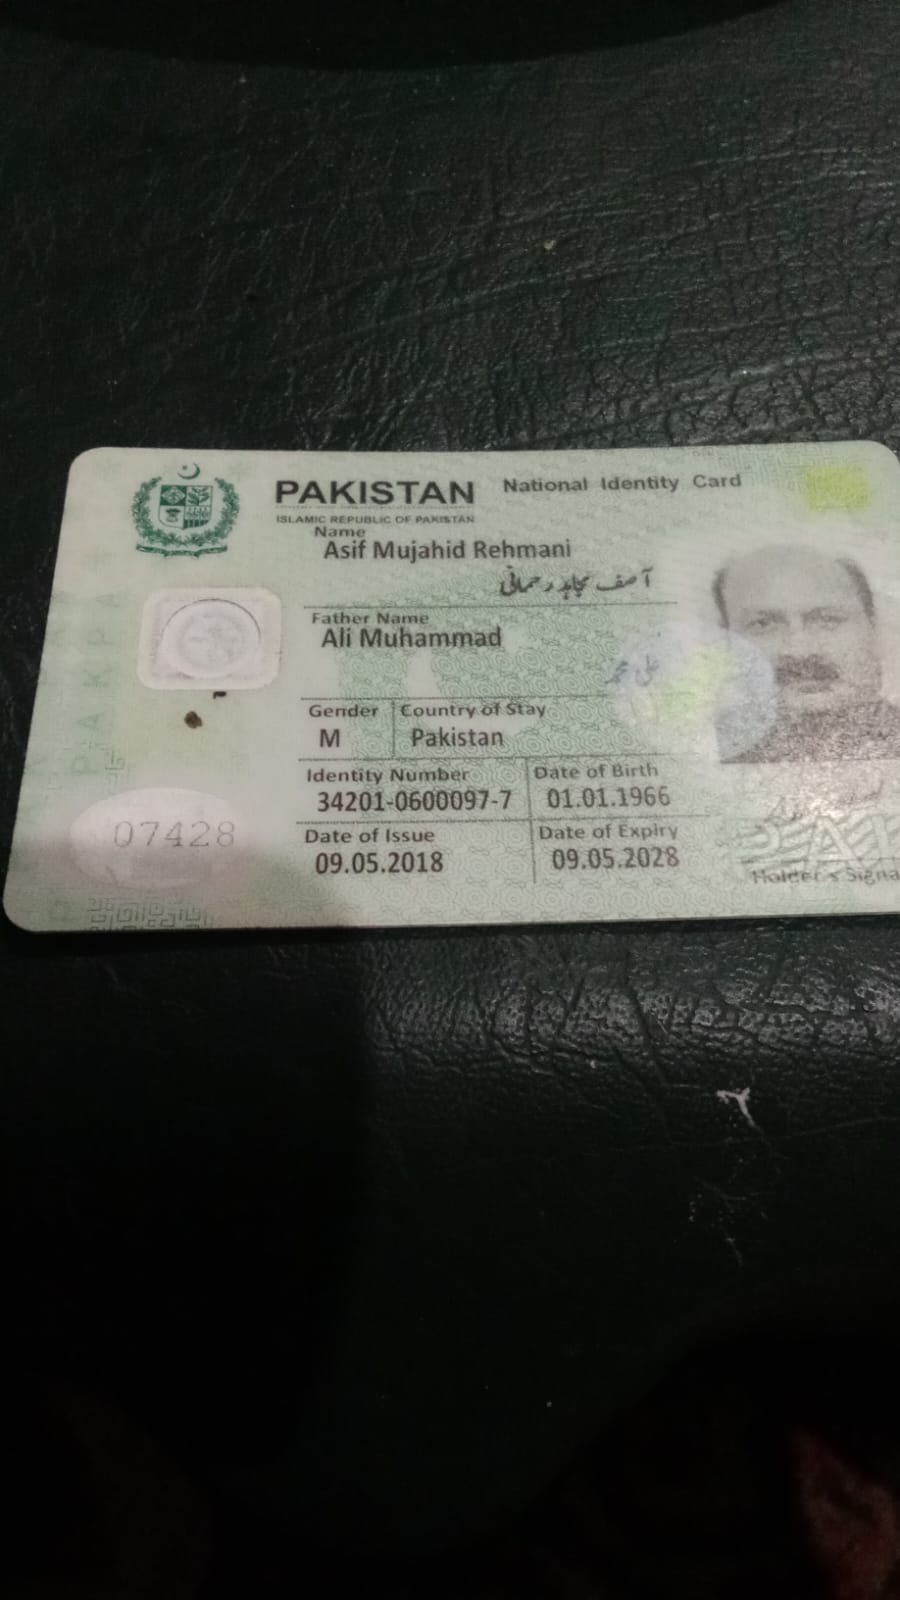 PAKISTAN National Identity Card
ISLAMIC REPUBLIC OF PAKISTAN
Name
Asif Mujahid Rehmani
آصف مجاہد رحمانی
Father Name
Ali Muhammad
علی محمد
Gender Country of Stay
M Pakistan
Identity Number Date of Birth
34201-0600097-7 01.01.1966
Date of Issue Date of Expiry
09.05.2018 09.05.2028
07428
Holder's